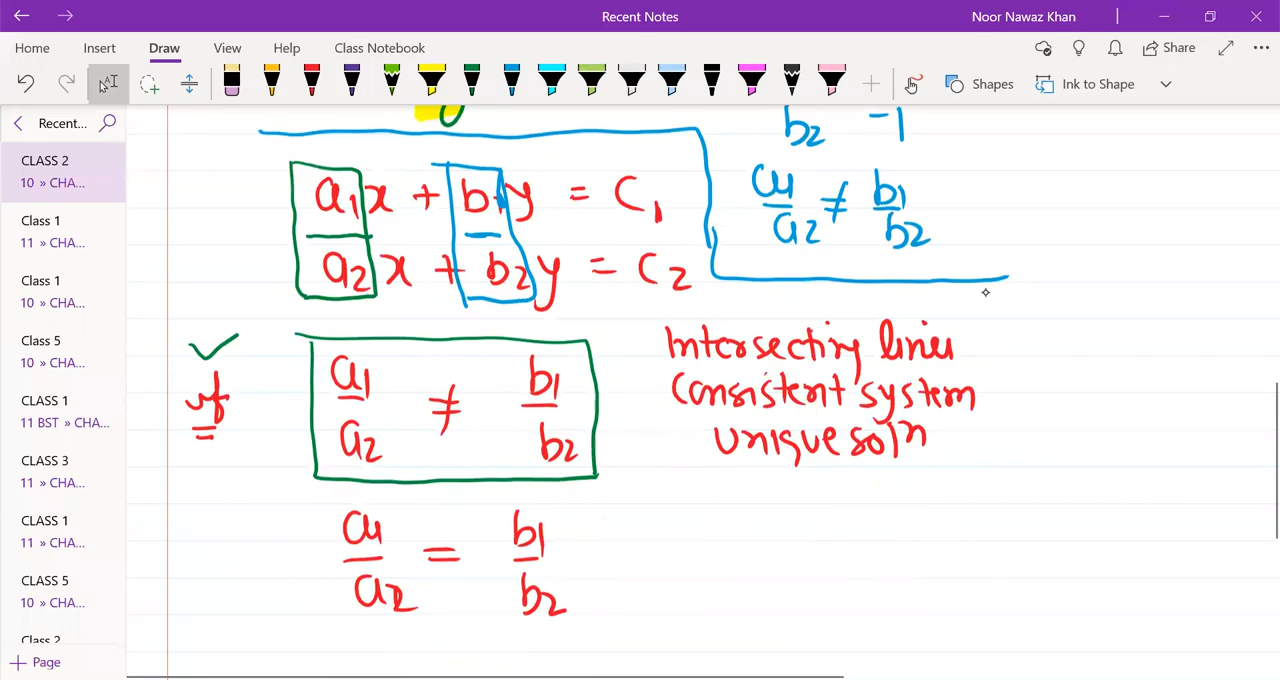 Recent Notes
Noor Nawaz Khan
Home Insert Draw View Help Class Notebook
Share
Shapes
Ink to Shape
Recent...
CLASS 2
10 » CHA...
Class 1
11 » CHA...
Class 1
10 » CHA...
Class 5
10 » CHA...
CLASS 1
11 BST » CHA...
CLASS 3
11 » CHA...
CLASS 1
11 » CHA...
CLASS 5
10 » CHA...
Class 2
Page
b2 -1
a1/a2 ≠ b1/b2
a1x + b1y = C1
a2x + b2y = C2
if a1/a2 ≠ b1/b2
Intersecting lines
Consistent system
unique soln
a1/a2 = b1/b2